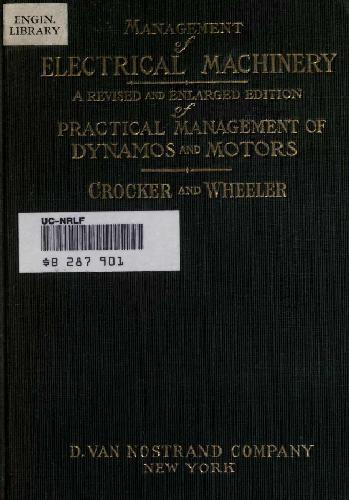 ENGIN.
LIBRARY
MANAGEMENT
of
ELECTRICAL MACHINERY
A REVISED AND ENLARGED EDITION
of
PRACTICAL MANAGEMENT OF
DYNAMOS AND MOTORS
CROCKER AND WHEELER
UC-NRLF
$B 287 901
D. VAN NOSTRAND COMPANY
NEW YORK